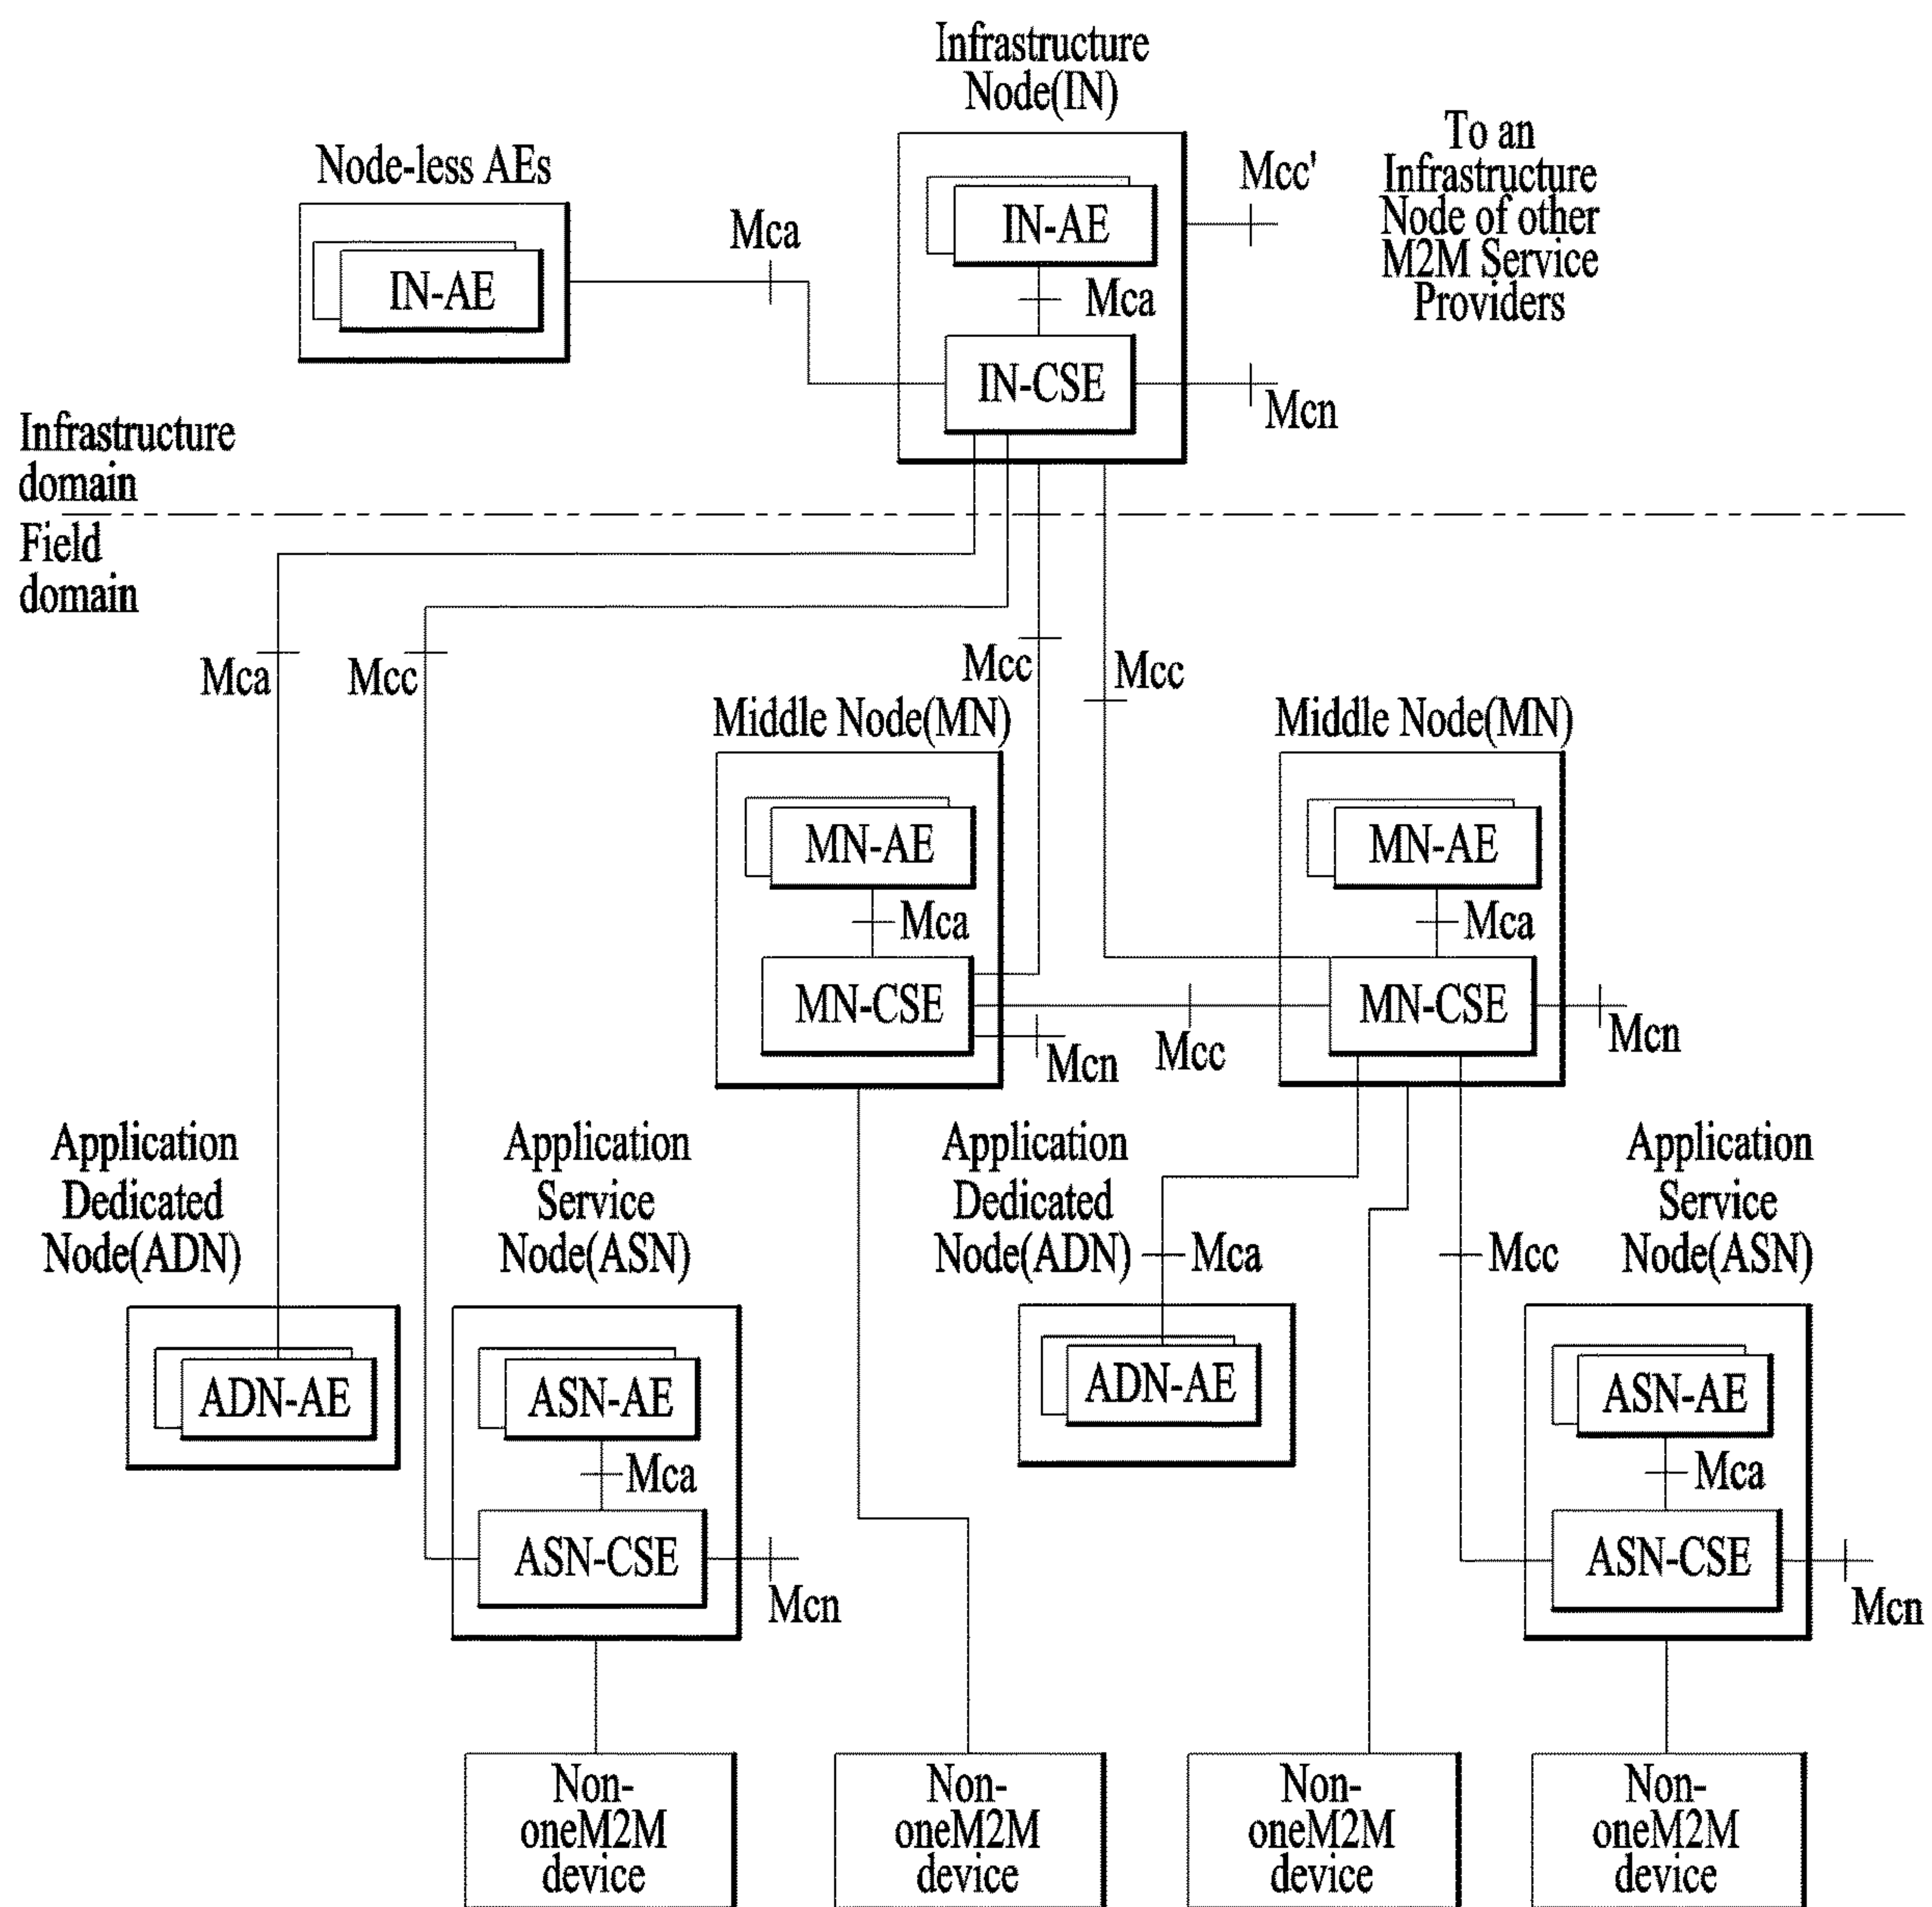 Infrastructure
Node(IN)
To an
Infrastructure
Node of other
M2M Service
Providers
Node-less AEs
Mcc'
IN-AE
Mca
IN-AE
Mca
IN-CSE
Mcn
Infrastructure
domain
Field
domain
Mca
Mcc
Mcc
Mcc
Middle Node(MN)
Middle Node(MN)
MN-AE
MN-AE
Mca
Mca
MN-CSE
MN-CSE
Mcn
Mcc
Mcn
Application
Dedicated
Node(ADN)
Application
Service
Node(ASN)
Application
Dedicated
Node(ADN)
Mca
Mcc
Application
Service
Node(ASN)
ADN-AE
ASN-AE
ADN-AE
ASN-AE
Mca
Mca
ASN-CSE
ASN-CSE
Mcn
Mcn
Non-
oneM2M
device
Non-
oneM2M
device
Non-
oneM2M
device
Non-
oneM2M
device